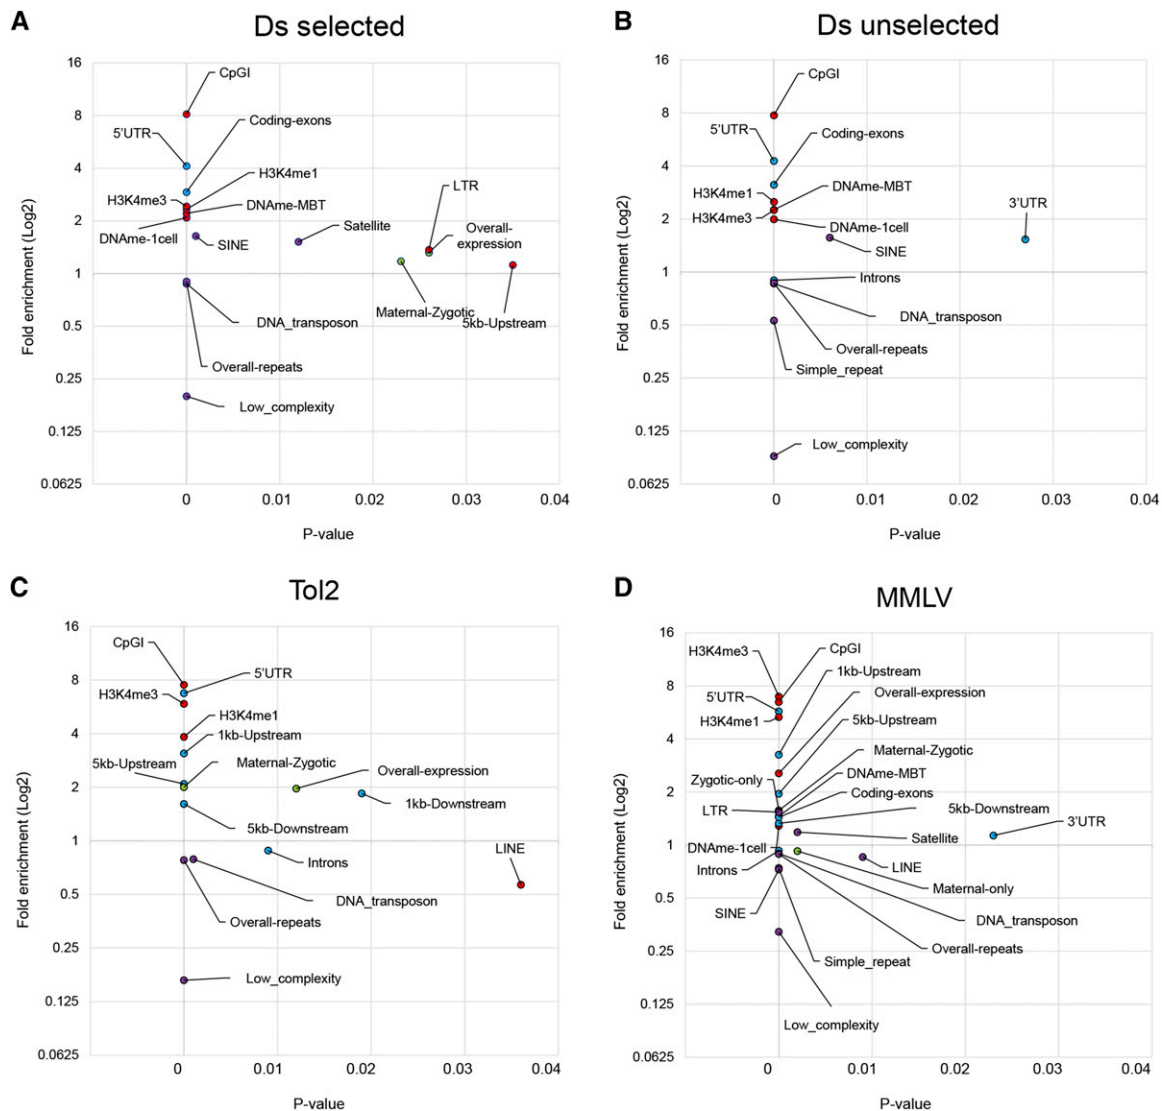 A
Ds selected
16
8
4
2
1
0.5
0.25
0.125
0.0625
Fold enrichment (Log2)
CpGI
Coding-exons
5'UTR
H3K4me1
H3K4me3
DNAme-MBT
DNAme-1cell
SINE
Satellite
LTR
Overall-
expression
Maternal-Zygotic
5kb-Upstream
DNA_transposon
Overall-repeats
Low_complexity
0 0.01 0.02 0.03 0.04
P-value
B
Ds unselected
16
8
4
2
1
0.5
0.25
0.125
0.0625
Fold enrichment (Log2)
CpGI
5'UTR
Coding-exons
H3K4me1
DNAme-MBT
H3K4me3
DNAme-1cell
3'UTR
SINE
Introns
DNA_transposon
Overall-repeats
Simple_repeat
Low_complexity
0 0.01 0.02 0.03 0.04
P-value
C
Tol2
16
8
4
2
1
0.5
0.25
0.125
0.0625
Fold enrichment (Log2)
CpGI
5'UTR
H3K4me3
H3K4me1
1kb-Upstream
5kb-Upstream
Maternal-Zygotic
Overall-expression
1kb-Downstream
5kb-Downstream
Introns
LINE
DNA_transposon
Overall-repeats
Low_complexity
0 0.01 0.02 0.03 0.04
P-value
D
MMLV
16
8
4
2
1
0.5
0.25
0.125
0.0625
Fold enrichment (Log2)
H3K4me3
CpGI
1kb-Upstream
5'UTR
Overall-expression
H3K4me1
5kb-Upstream
Maternal-Zygotic
Zygotic-only
DNAme-MBT
Coding-exons
LTR
5kb-Downstream
3'UTR
Satellite
DNAme-1cell
Introns
LINE
Maternal-only
SINE
DNA_transposon
Overall-repeats
Simple_repeat
Low_complexity
0 0.01 0.02 0.03 0.04
P-value